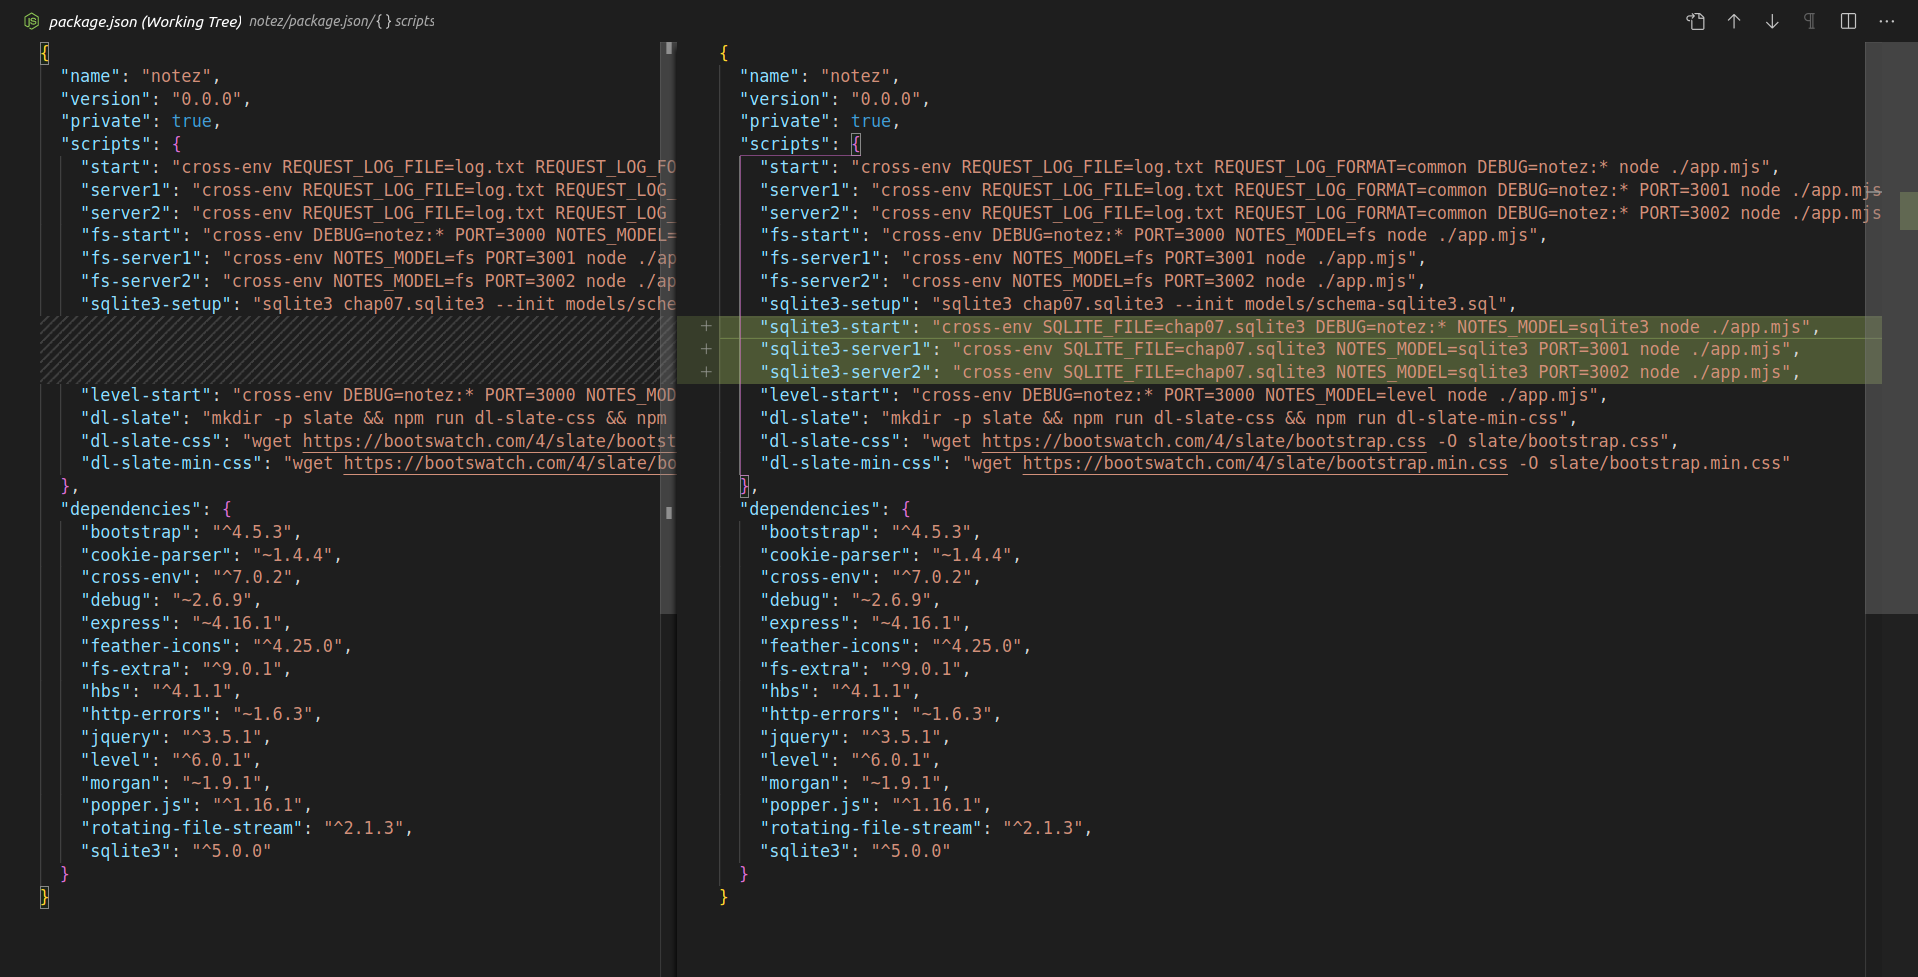 package.json (Working Tree) notez/package.json/{ } scripts
{
"name": "notez",
"version": "0.0.0",
"private": true,
"scripts": {
"start": "cross-env REQUEST_LOG_FILE=log.txt REQUEST_LOG_FO
"server1": "cross-env REQUEST_LOG_FILE=log.txt REQUEST_LOG_
"server2": "cross-env REQUEST_LOG_FILE=log.txt REQUEST_LOG_
"fs-start": "cross-env DEBUG=notez:* PORT=3000 NOTES_MODEL=
"fs-server1": "cross-env NOTES_MODEL=fs PORT=3001 node ./ap
"fs-server2": "cross-env NOTES_MODEL=fs PORT=3002 node ./ap
"sqlite3-setup": "sqlite3 chap07.sqlite3 --init models/sche
"level-start": "cross-env DEBUG=notez:* PORT=3000 NOTES_MOD
"dl-slate": "mkdir -p slate && npm run dl-slate-css && npm
"dl-slate-css": "wget https://bootswatch.com/4/slate/bootst
"dl-slate-min-css": "wget https://bootswatch.com/4/slate/bo
},
"dependencies": {
"bootstrap": "^4.5.3",
"cookie-parser": "~1.4.4",
"cross-env": "^7.0.2",
"debug": "~2.6.9",
"express": "~4.16.1",
"feather-icons": "^4.25.0",
"fs-extra": "^9.0.1",
"hbs": "^4.1.1",
"http-errors": "~1.6.3",
"jquery": "^3.5.1",
"level": "^6.0.1",
"morgan": "~1.9.1",
"popper.js": "^1.16.1",
"rotating-file-stream": "^2.1.3",
"sqlite3": "^5.0.0"
}
}
{
"name": "notez",
"version": "0.0.0",
"private": true,
"scripts": {
"start": "cross-env REQUEST_LOG_FILE=log.txt REQUEST_LOG_FORMAT=common DEBUG=notez:* node ./app.mjs",
"server1": "cross-env REQUEST_LOG_FILE=log.txt REQUEST_LOG_FORMAT=common DEBUG=notez:* PORT=3001 node ./app.mjs
"server2": "cross-env REQUEST_LOG_FILE=log.txt REQUEST_LOG_FORMAT=common DEBUG=notez:* PORT=3002 node ./app.mjs
"fs-start": "cross-env DEBUG=notez:* PORT=3000 NOTES_MODEL=fs node ./app.mjs",
"fs-server1": "cross-env NOTES_MODEL=fs PORT=3001 node ./app.mjs",
"fs-server2": "cross-env NOTES_MODEL=fs PORT=3002 node ./app.mjs",
"sqlite3-setup": "sqlite3 chap07.sqlite3 --init models/schema-sqlite3.sql",
+ "sqlite3-start": "cross-env SQLITE_FILE=chap07.sqlite3 DEBUG=notez:* NOTES_MODEL=sqlite3 node ./app.mjs",
+ "sqlite3-server1": "cross-env SQLITE_FILE=chap07.sqlite3 NOTES_MODEL=sqlite3 PORT=3001 node ./app.mjs",
+ "sqlite3-server2": "cross-env SQLITE_FILE=chap07.sqlite3 NOTES_MODEL=sqlite3 PORT=3002 node ./app.mjs",
"level-start": "cross-env DEBUG=notez:* PORT=3000 NOTES_MODEL=level node ./app.mjs",
"dl-slate": "mkdir -p slate && npm run dl-slate-css && npm run dl-slate-min-css",
"dl-slate-css": "wget https://bootswatch.com/4/slate/bootstrap.css -O slate/bootstrap.css",
"dl-slate-min-css": "wget https://bootswatch.com/4/slate/bootstrap.min.css -O slate/bootstrap.min.css"
},
"dependencies": {
"bootstrap": "^4.5.3",
"cookie-parser": "~1.4.4",
"cross-env": "^7.0.2",
"debug": "~2.6.9",
"express": "~4.16.1",
"feather-icons": "^4.25.0",
"fs-extra": "^9.0.1",
"hbs": "^4.1.1",
"http-errors": "~1.6.3",
"jquery": "^3.5.1",
"level": "^6.0.1",
"morgan": "~1.9.1",
"popper.js": "^1.16.1",
"rotating-file-stream": "^2.1.3",
"sqlite3": "^5.0.0"
}
}